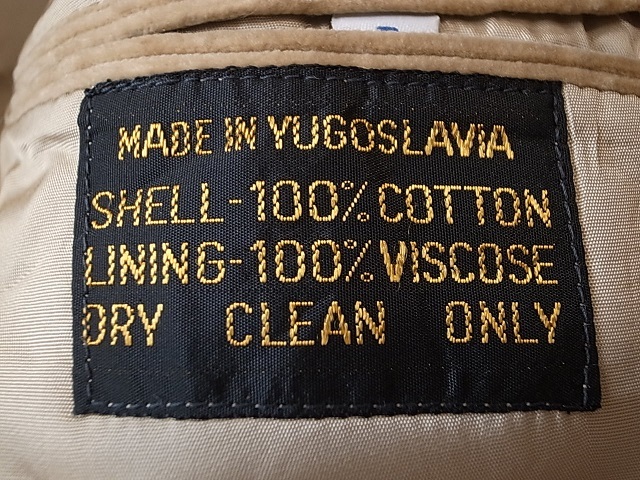 MADE IN YUGOSLAVIA
SHELL-100% COTTON
LINING-100% VISCOSE
DRY CLEAN ONLY